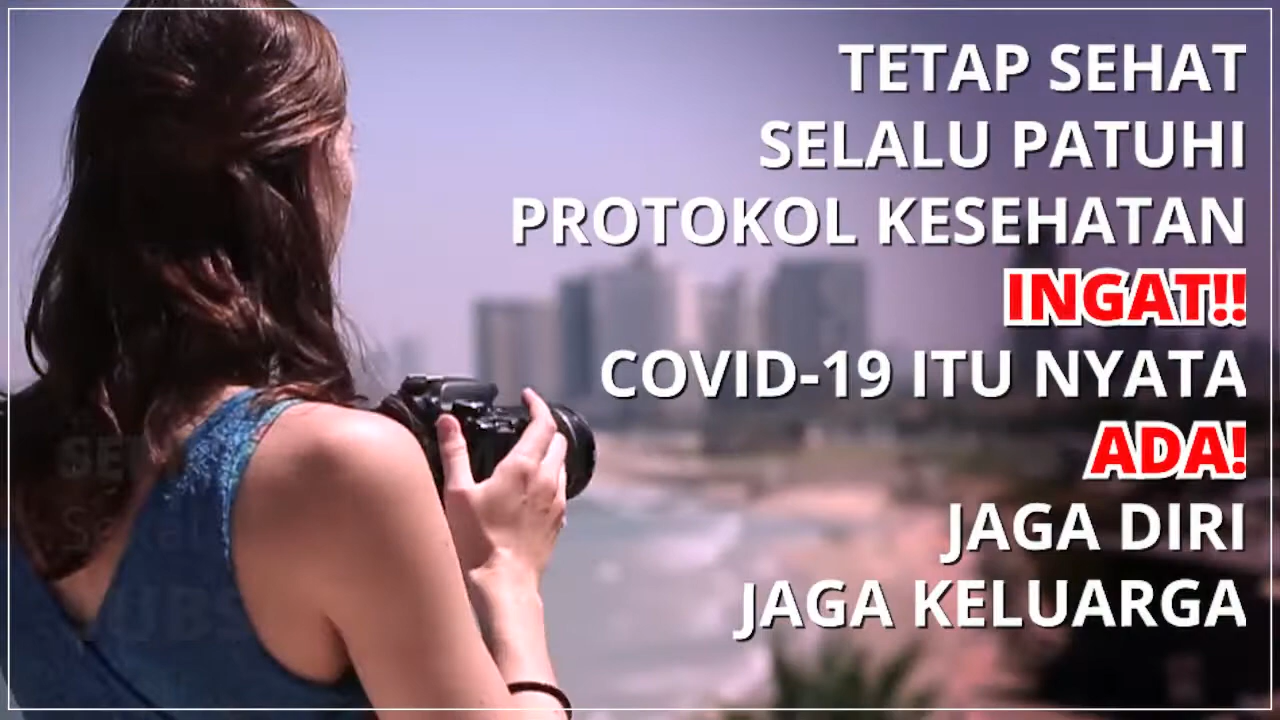 TETAP SEHAT
SELALU PATUHI
PROTOKOL KESEHATAN
INGAT!!
COVID-19 ITU NYATA
ADA!
JAGA DIRI
JAGA KELUARGA